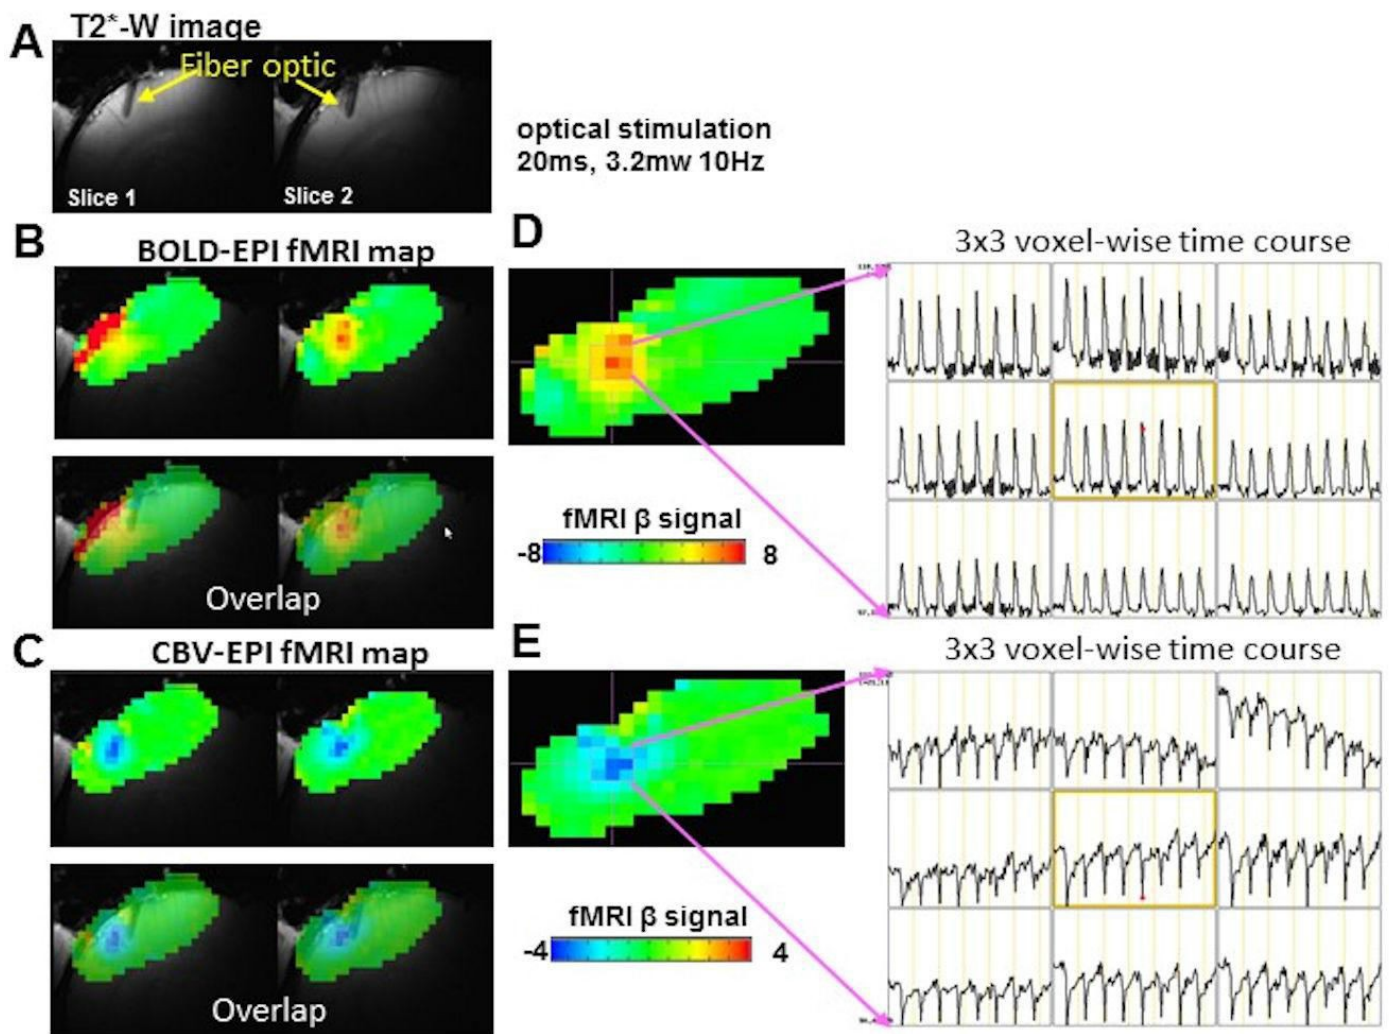 A
T2*-W image
Fiber optic
Slice 1
Slice 2
optical stimulation
20ms, 3.2mw 10Hz
B
BOLD-EPI fMRI map
Overlap
C
CBV-EPI fMRI map
Overlap
D
3x3 voxel-wise time course
fMRI β signal
-8
8
E
3x3 voxel-wise time course
fMRI β signal
-4
4